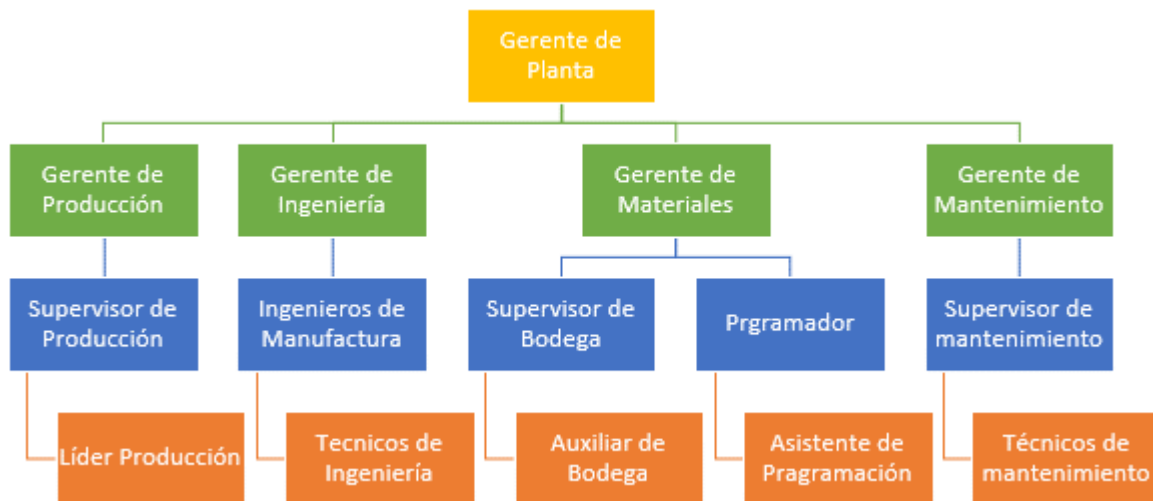 Gerente de
Planta
Gerente de
Producción
Gerente de
Ingeniería
Gerente de
Materiales
Gerente de
Mantenimiento
Supervisor de
Producción
Ingenieros de
Manufactura
Supervisor de
Bodega
Prgramador
Supervisor de
mantenimiento
Líder Producción
Tecnicos de
Ingeniería
Auxiliar de
Bodega
Asistente de
Pragramación
Técnicos de
mantenimiento